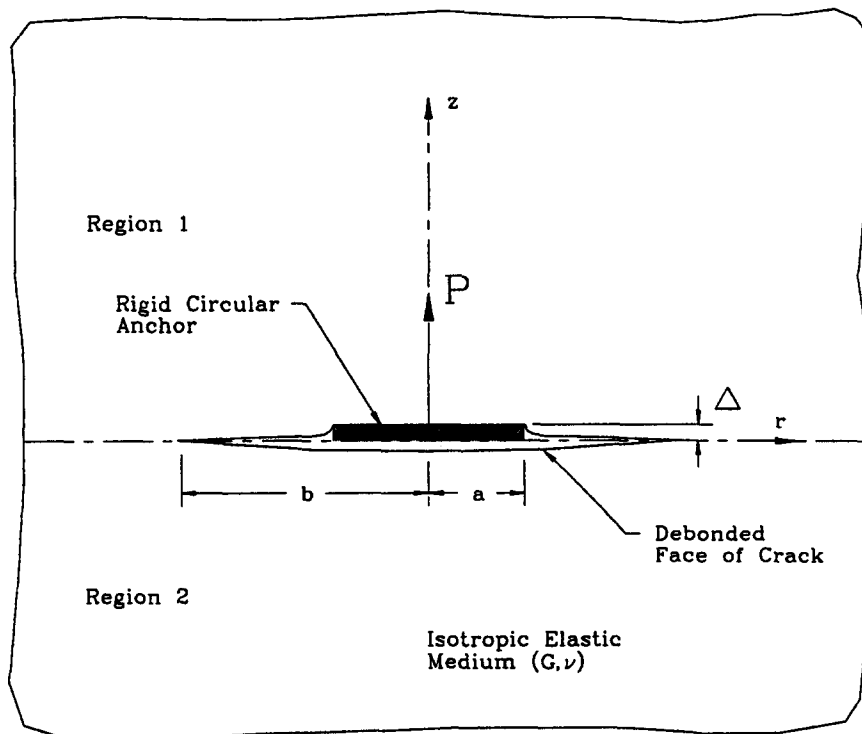 z
Region 1
P
Rigid Circular
Anchor
Δ
r
b
a
Debonded
Face of Crack
Region 2
Isotropic Elastic
Medium (G,ν)